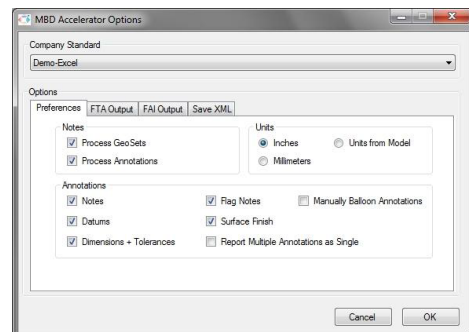 MBD Accelerator Options
Company Standard
Demo-Excel
Options
Preferences FTA Output FAI Output Save XML
Notes
Process GeoSets
Process Annotations
Units
Inches Units from Model
Millimeters
Annotations
Notes Flag Notes Manually Balloon Annotations
Datums Surface Finish
Dimensions + Tolerances Report Multiple Annotations as Single
Cancel OK